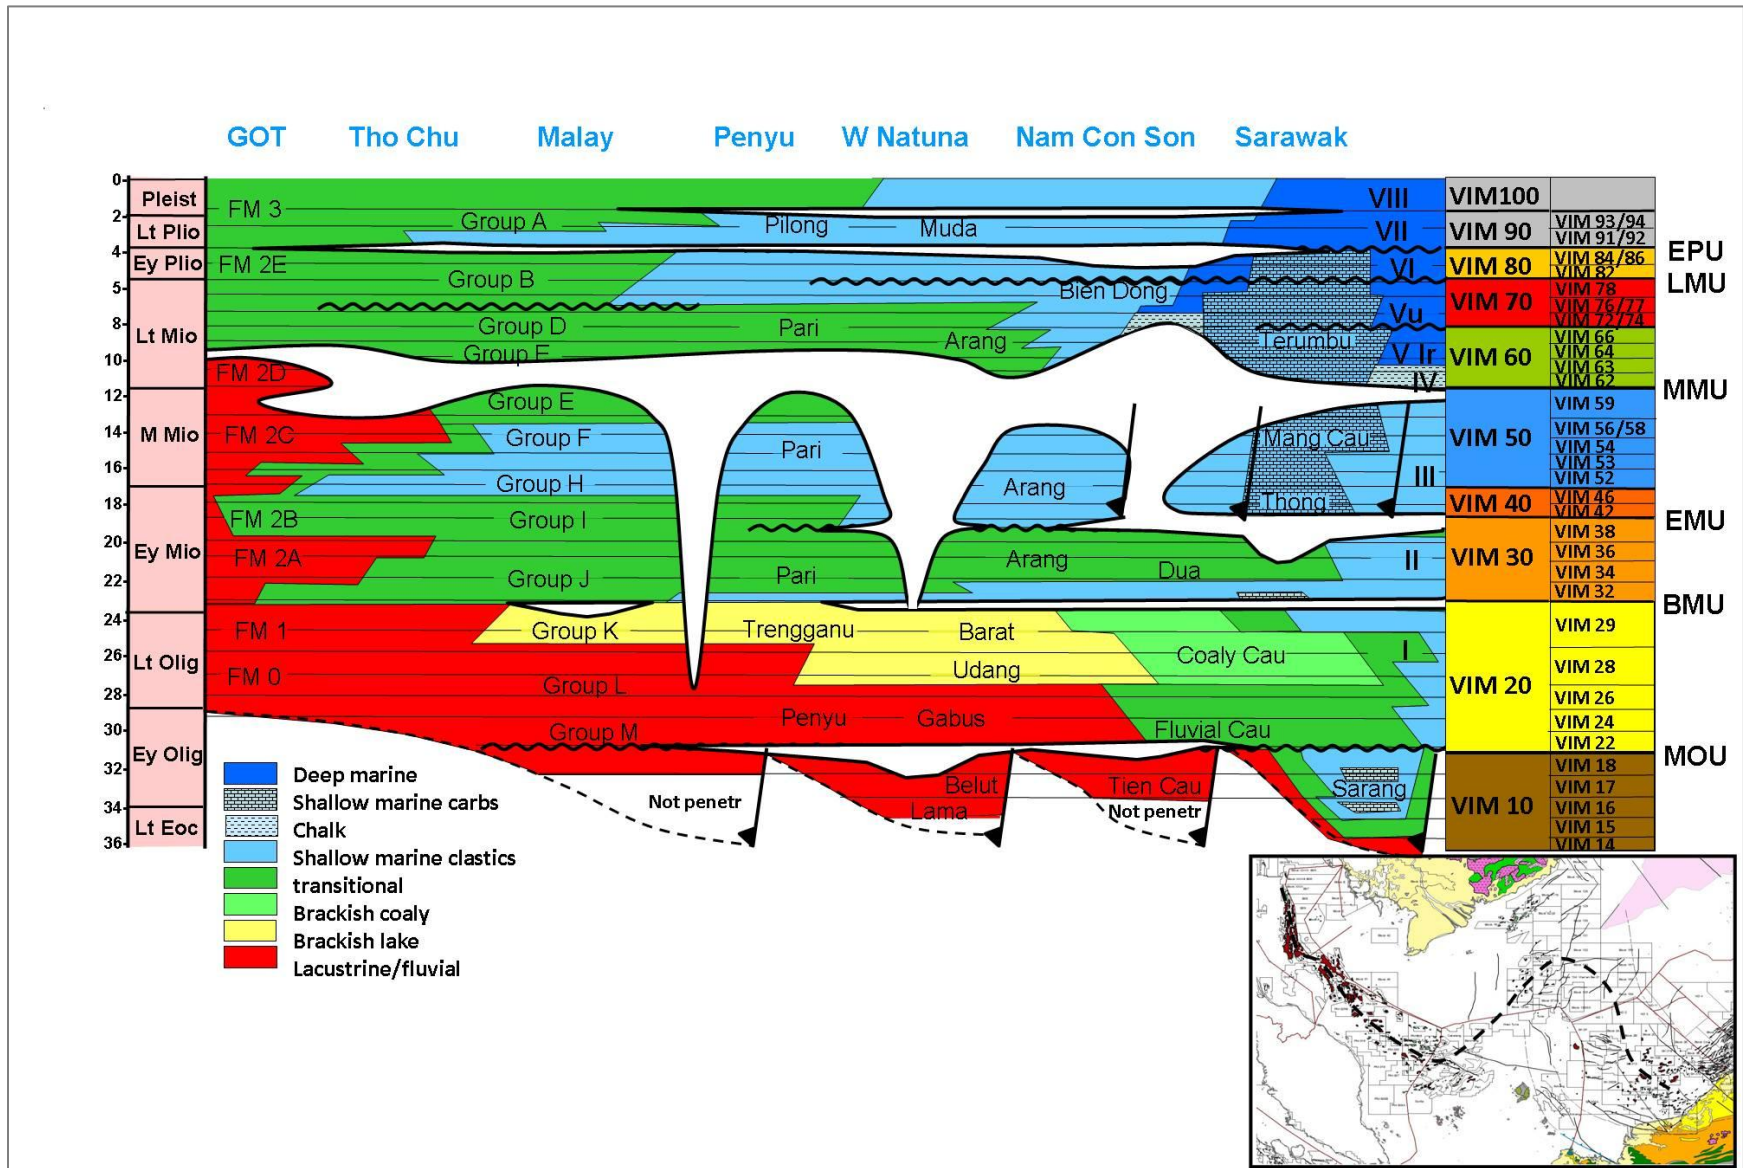 GOT Tho Chu Malay Penyu W Natuna Nam Con Son Sarawak
0
2
4
5
8
10
12
14
16
18
20
22
24
26
28
30
32
34
36
Pleist
Lt Plio
Ey Plio
Lt Mio
M Mio
Ey Mio
Lt Olig
Ey Olig
Lt Eoc
FM 3
Group A
Pilong
Muda
VIII
VII
FM 2E
Group B
Bien Dong
VI
Group D
Pari
Arang
Terumbu
Vu
Group E
V lr
FM 2D
IV
Group E
FM 2C
Group F
Pari
Mang Cau
Group H
Arang
Thong
III
FM 2B
Group I
FM 2A
Group J
Pari
Arang
Dua
II
FM 1
Group K
Trengganu
Barat
Coaly Cau
I
FM 0
Group L
Udang
Group M
Penyu
Gabus
Fluvial Cau
Not penetr
Belut
Lama
Tien Cau
Not penetr
Sarang
VIM100
VIM 90
VIM 80
VIM 70
VIM 60
VIM 50
VIM 40
VIM 30
VIM 20
VIM 10
VIM 93/94
VIM 91/92
VIM 84/86
VIM 82
VIM 78
VIM 76/77
VIM 72/74
VIM 66
VIM 64
VIM 63
VIM 62
VIM 59
VIM 56/58
VIM 54
VIM 53
VIM 52
VIM 46
VIM 42
VIM 38
VIM 36
VIM 34
VIM 32
VIM 29
VIM 28
VIM 26
VIM 24
VIM 22
VIM 18
VIM 17
VIM 16
VIM 15
VIM 14
EPU
LMU
MMU
EMU
BMU
MOU
Deep marine
Shallow marine carbs
Chalk
Shallow marine clastics
transitional
Brackish coaly
Brackish lake
Lacustrine/fluvial